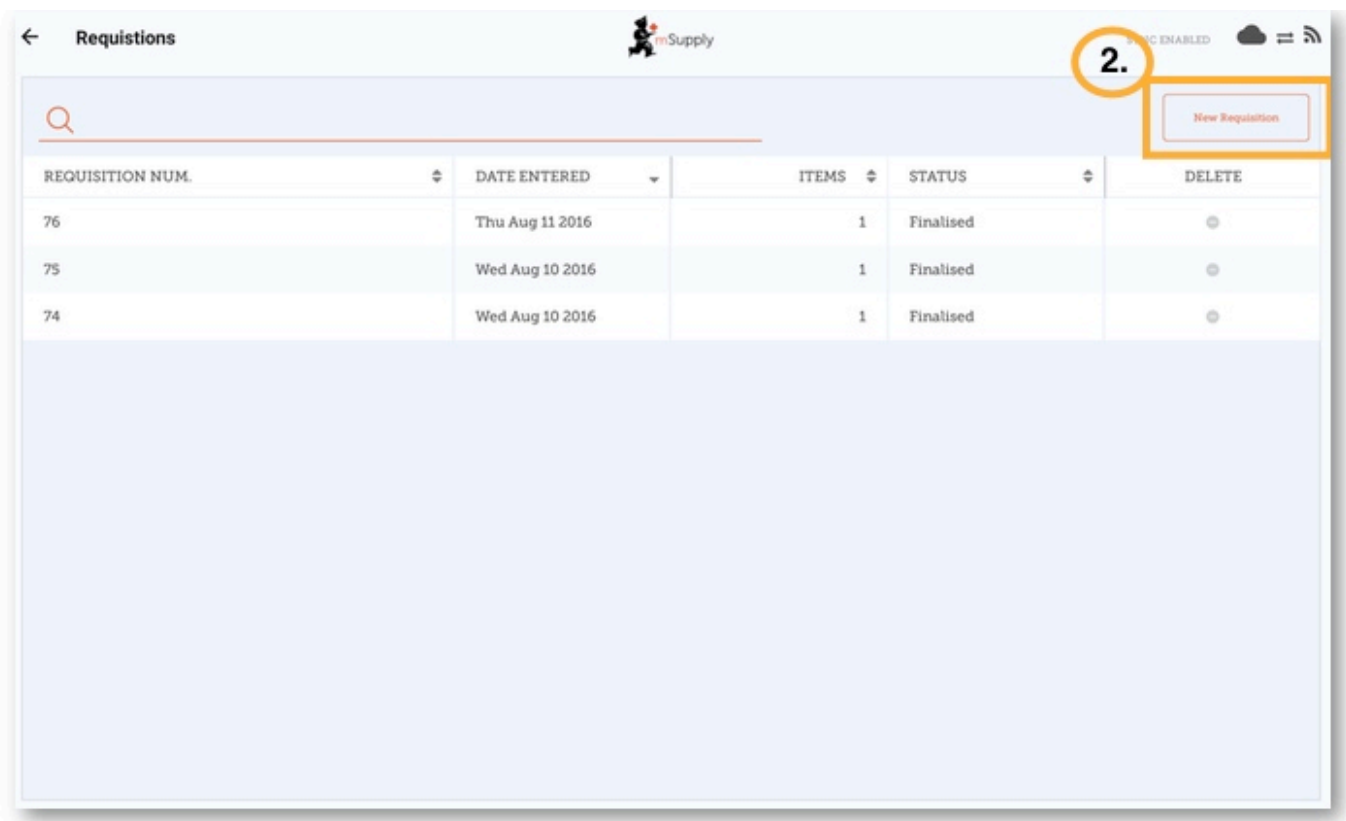 Requistions
mSupply
SYNC ENABLED
2.
New Requisition
REQUISITION NUM. DATE ENTERED ITEMS STATUS DELETE
76 Thu Aug 11 2016 1 Finalised
75 Wed Aug 10 2016 1 Finalised
74 Wed Aug 10 2016 1 Finalised